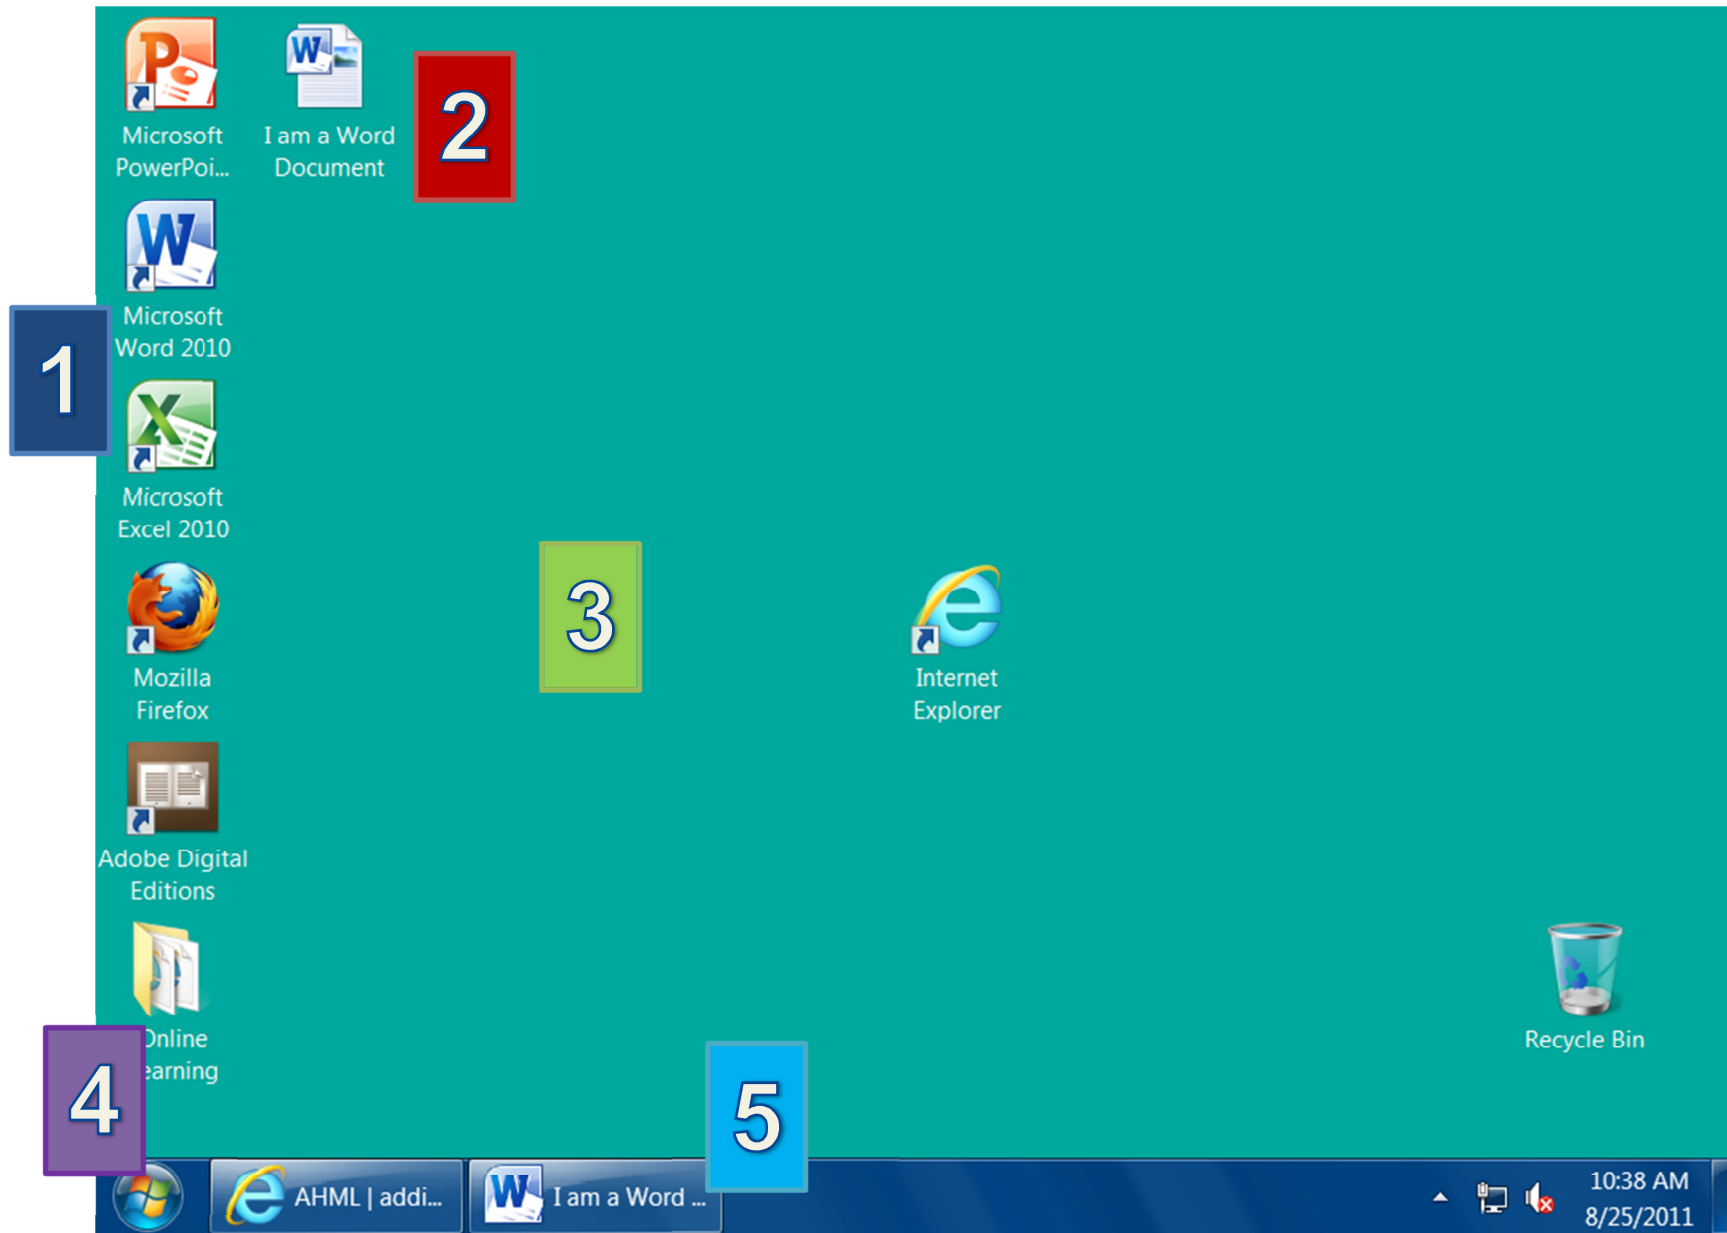 Microsoft
PowerPoi...
I am a Word
Document
2
Microsoft
Word 2010
1
Microsoft
Excel 2010
3
Mozilla
Firefox
Internet
Explorer
Adobe Digital
Editions
Online
earning
Recycle Bin
4
5
AHML | addi...
I am a Word ...
10:38 AM
8/25/2011